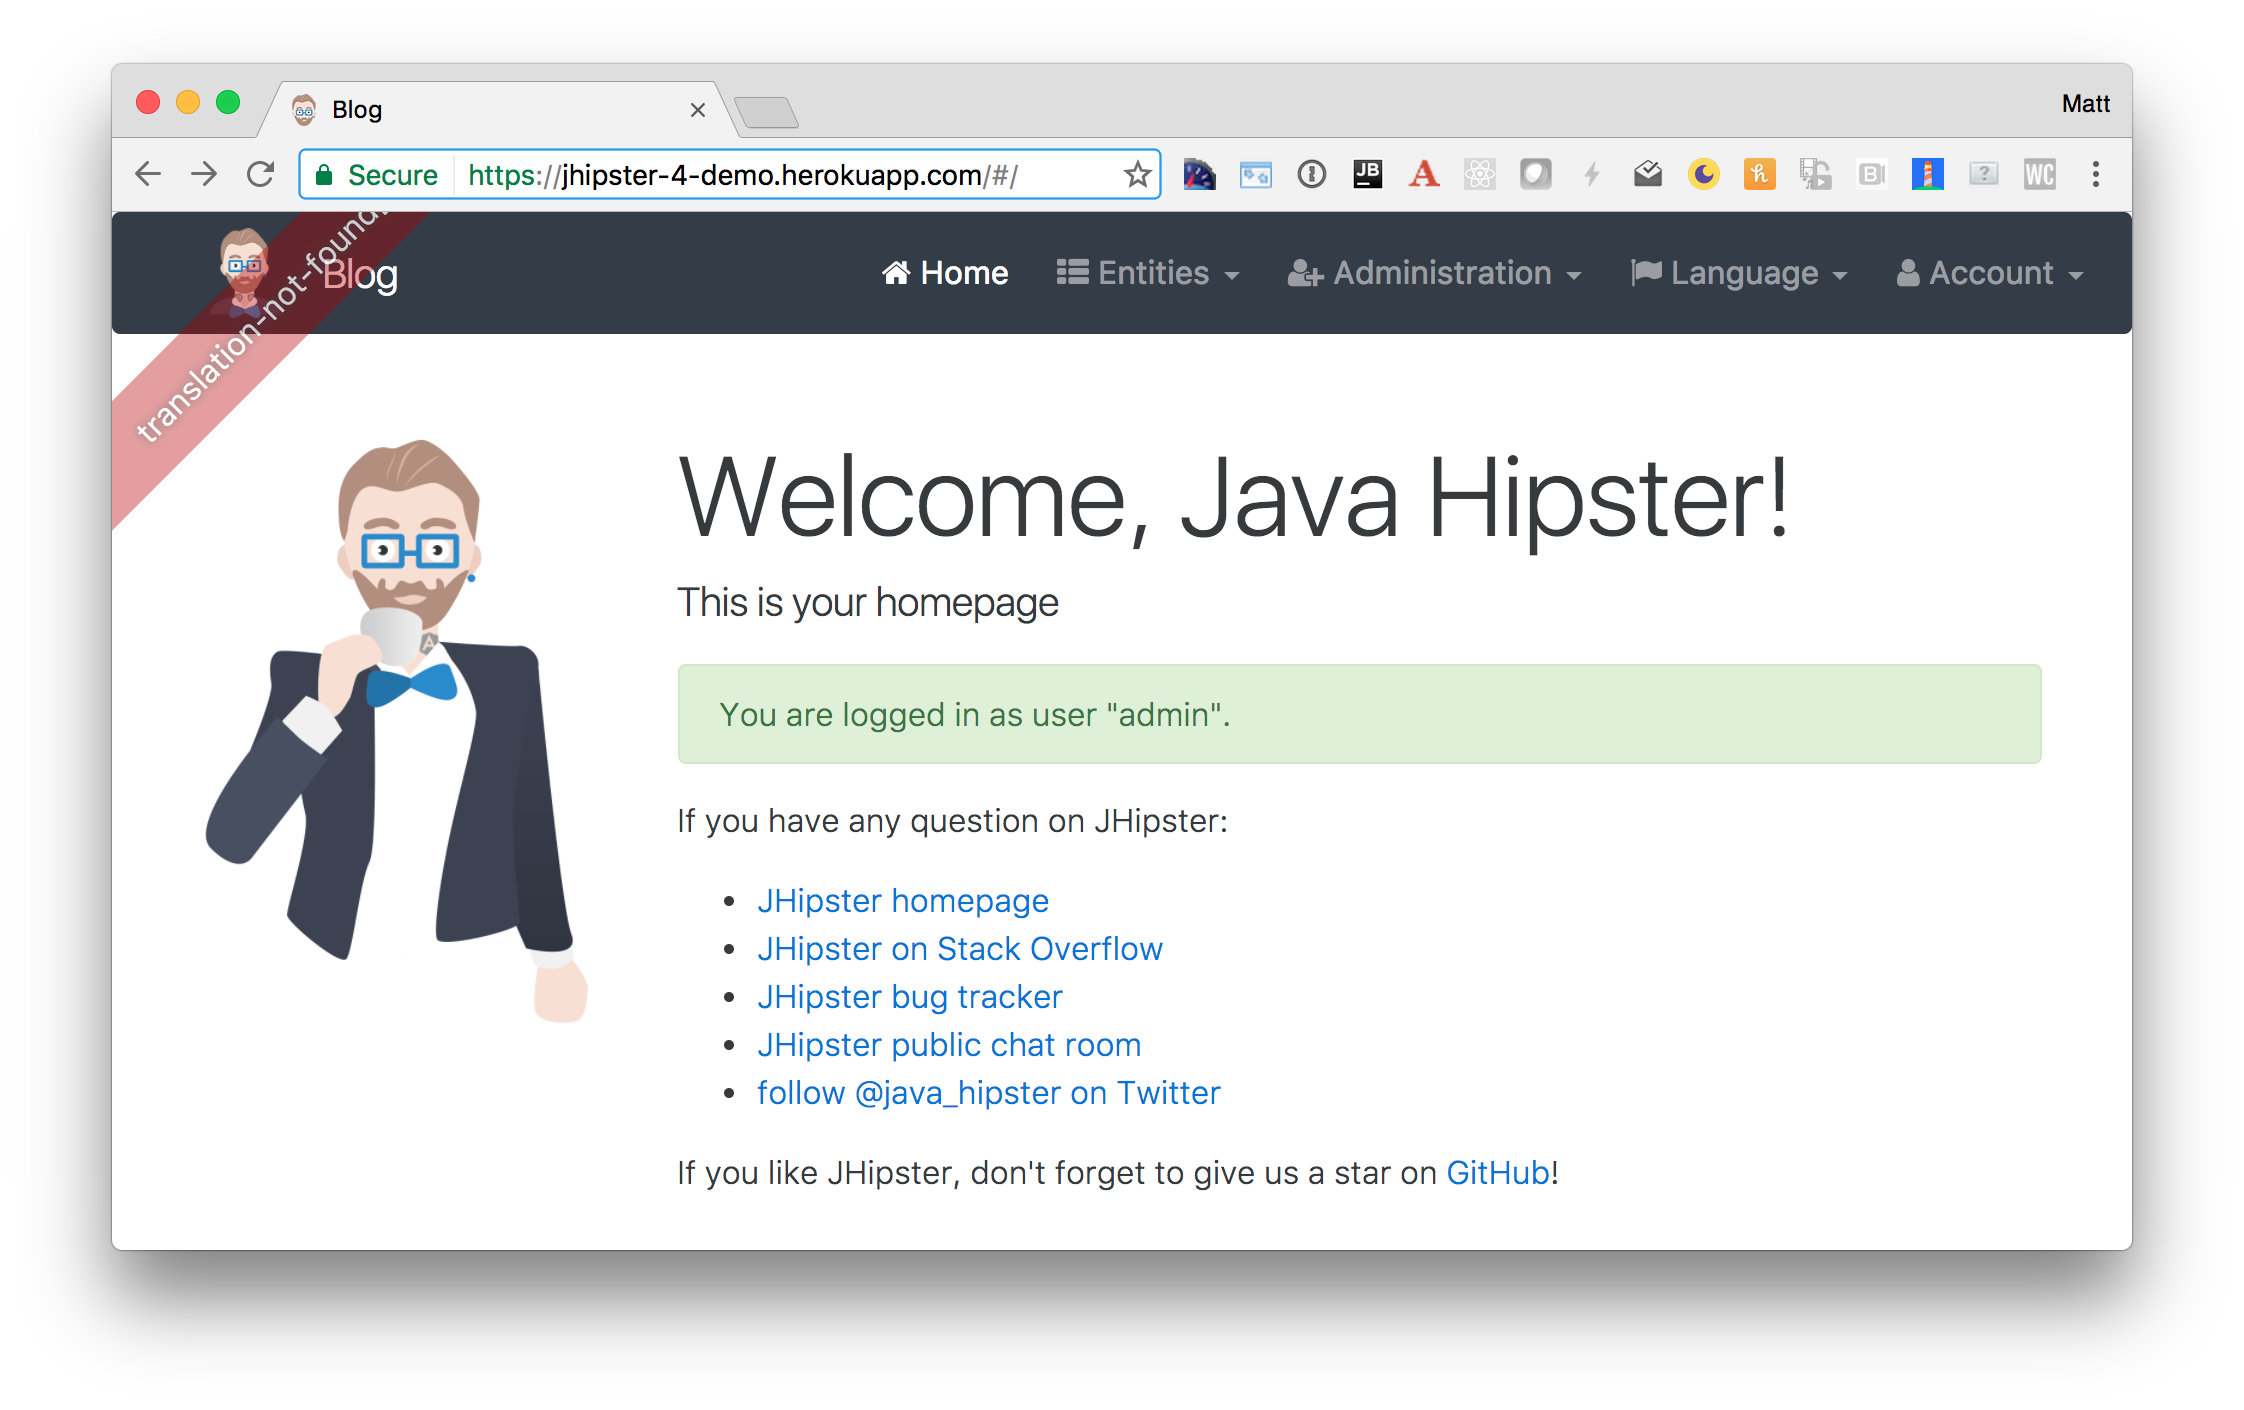 Blog
Matt
Secure
https://jhipster-4-demo.herokuapp.com/#/
JB
A
h
B
?
WC
translation-not-found
Blog
Home
Entities
Administration
Language
Account
Welcome, Java Hipster!
This is your homepage
A
You are logged in as user "admin".
If you have any question on JHipster:
JHipster homepage
JHipster on Stack Overflow
JHipster bug tracker
JHipster public chat room
follow @java_hipster on Twitter
If you like JHipster, don't forget to give us a star on GitHub!